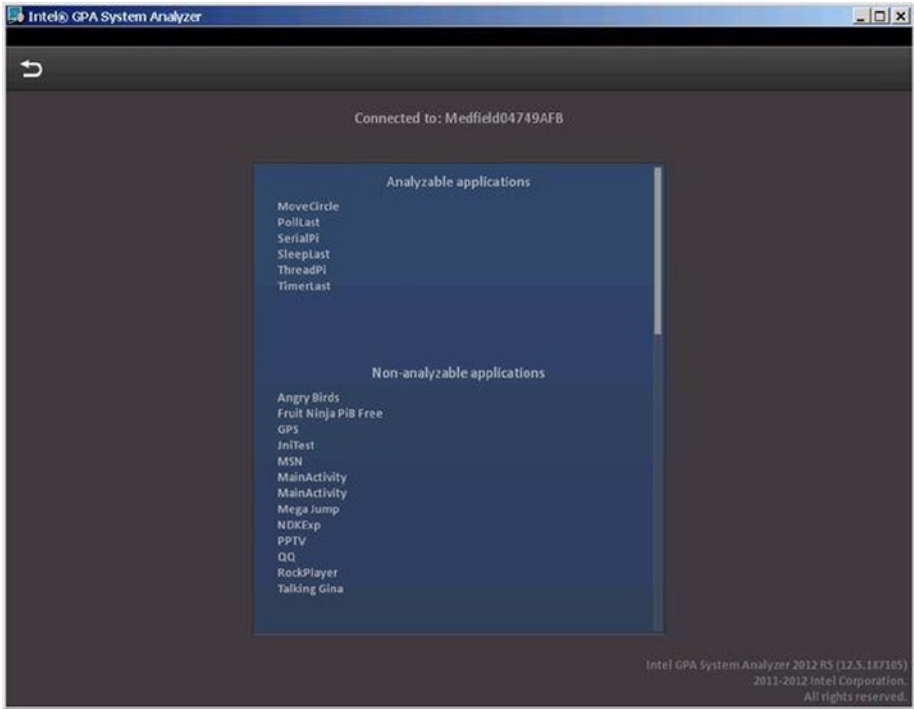 Intel® GPA System Analyzer
Connected to: Medfield04749AFB
Analyzable applications
MoveCircle
PollLast
SerialPi
SleepLast
ThreadPi
TimerLast
Non-analyzable applications
Angry Birds
Fruit Ninja PiB Free
GPS
JniTest
MSN
MainActivity
MainActivity
Mega Jump
NDKExp
PPTV
QQ
RockPlayer
Talking Gina
Intel GPA System Analyzer 2012 R5 (12.5.187105)
2011-2012 Intel Corporation.
All rights reserved.